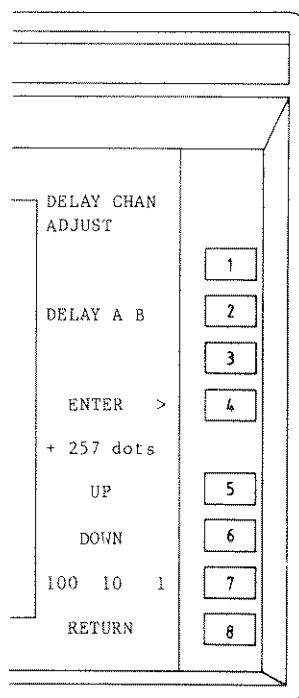 DELAY CHAN
ADJUST
1
DELAY A B 2
3
ENTER > 4
+ 257 dots
UP 5
DOWN 6
100 10 1 7
RETURN 8